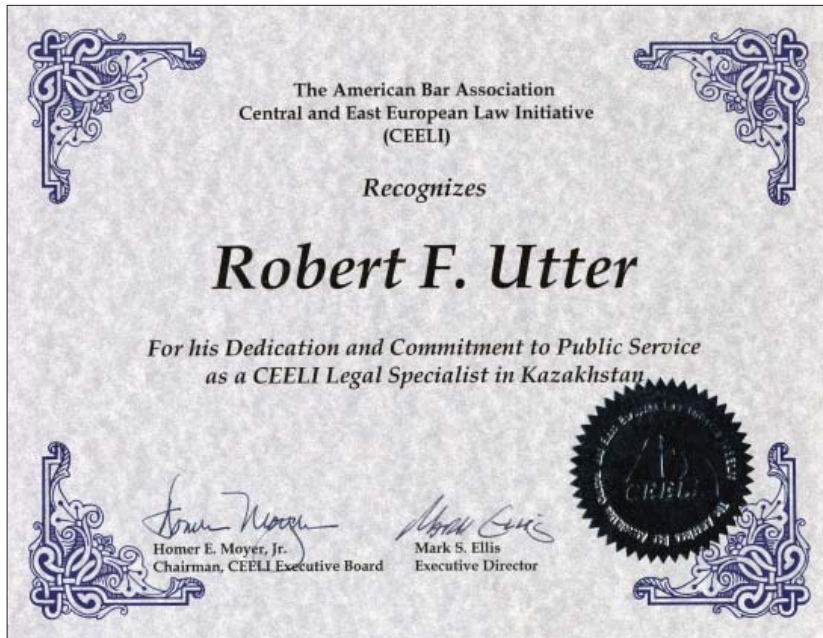 The American Bar Association
Central and East European Law Initiative
(CEELI)
Recognizes
Robert F. Utter
For his Dedication and Commitment to Public Service
as a CEELI Legal Specialist in Kazakhstan
Homer E. Moyer, Jr.
Chairman, CEELI Executive Board
Mark S. Ellis
Executive Director
CEELI